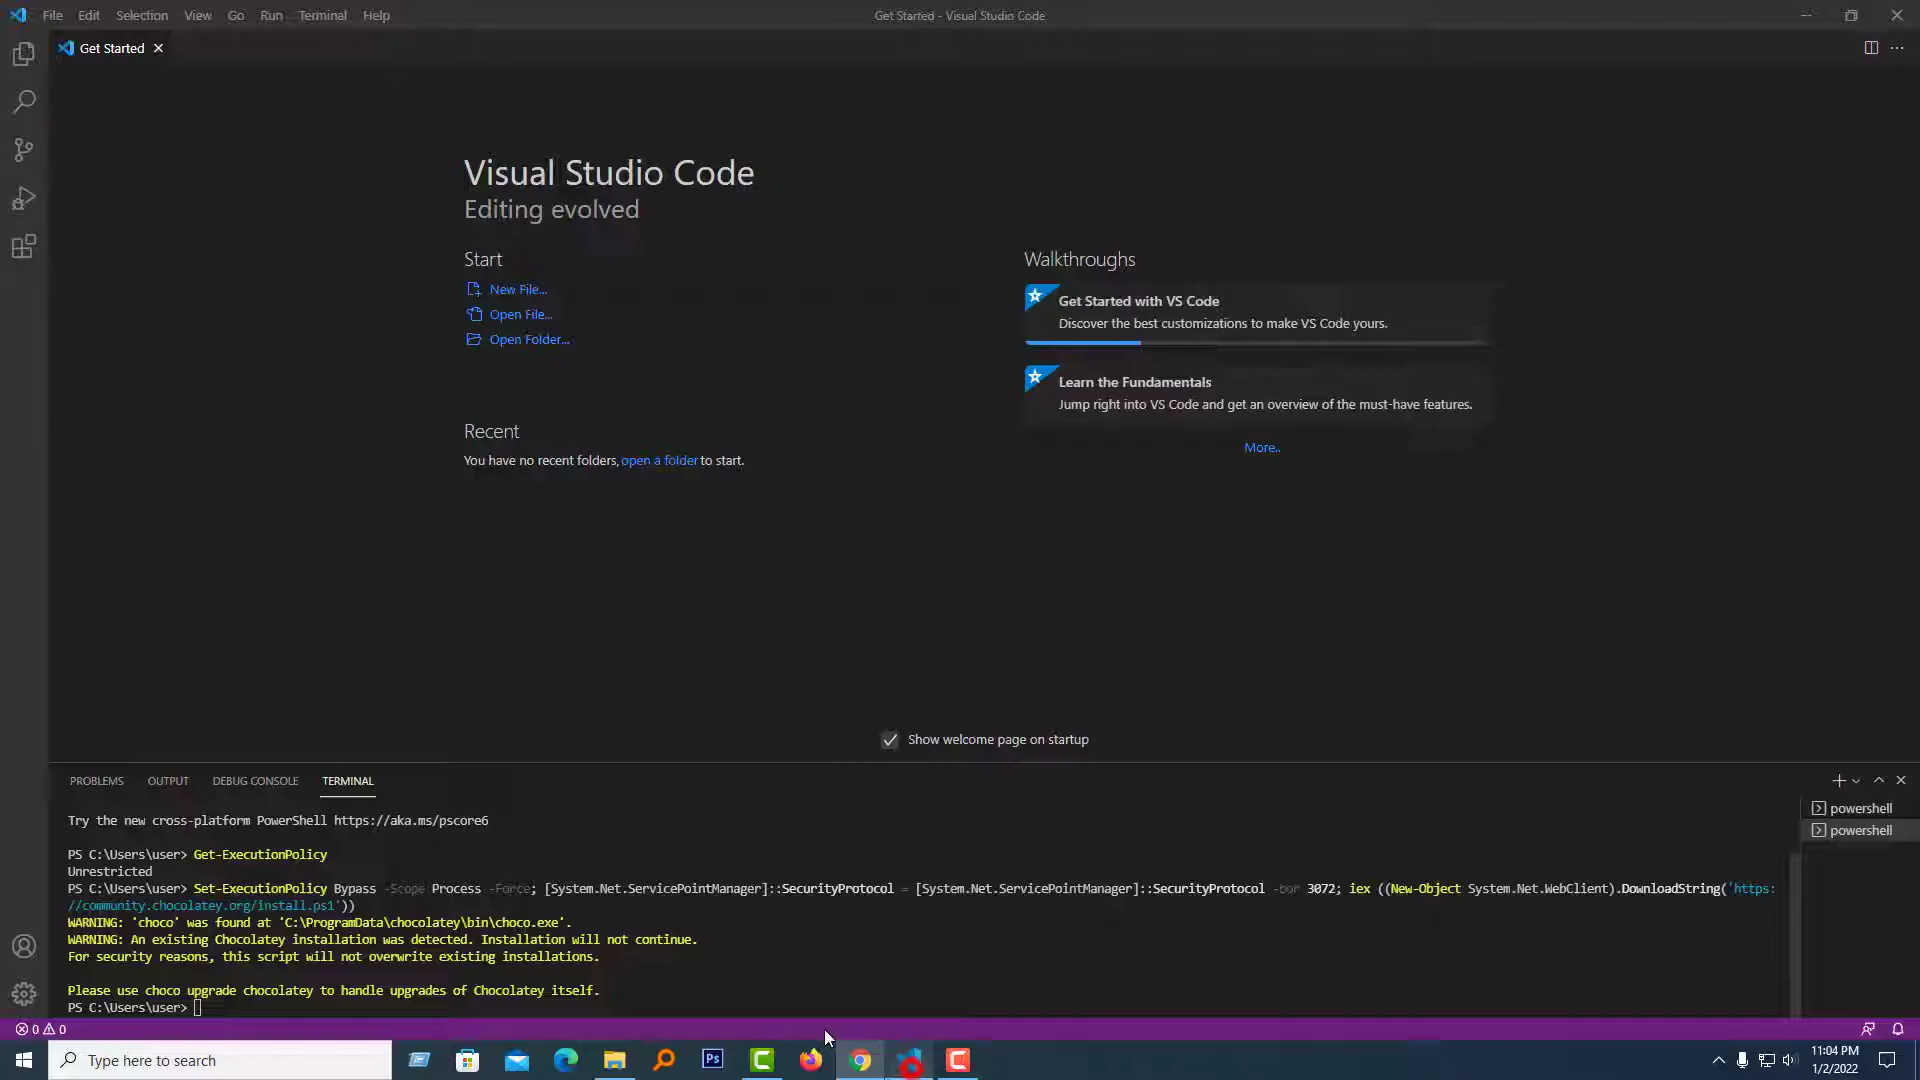 File Edit Selection View Go Run Terminal Help
Get Started - Visual Studio Code
Get Started
Visual Studio Code
Editing evolved
Start
New File...
Open File...
Open Folder...
Recent
You have no recent folders, open a folder to start.
Walkthroughs
Get Started with VS Code
Discover the best customizations to make VS Code yours.
Learn the Fundamentals
Jump right into VS Code and get an overview of the must-have features.
More..
Show welcome page on startup
PROBLEMS OUTPUT DEBUG CONSOLE TERMINAL
powershell
powershell
Try the new cross-platform PowerShell https://aka.ms/pscore6
PS C:\Users\user> Get-ExecutionPolicy
Unrestricted
PS C:\Users\user> Set-ExecutionPolicy Bypass -Scope Process -Force; [System.Net.ServicePointManager]::SecurityProtocol = [System.Net.ServicePointManager]::SecurityProtocol -bor 3072; iex ((New-Object System.Net.WebClient).DownloadString('https:
//community.chocolatey.org/install.ps1'))
WARNING: 'choco' was found at 'C:\ProgramData\chocolatey\bin\choco.exe'.
WARNING: An existing Chocolatey installation was detected. Installation will not continue.
For security reasons, this script will not overwrite existing installations.
Please use choco upgrade chocolatey to handle upgrades of Chocolatey itself.
PS C:\Users\user>
0 0
Type here to search
Ps
11:04 PM
1/2/2022